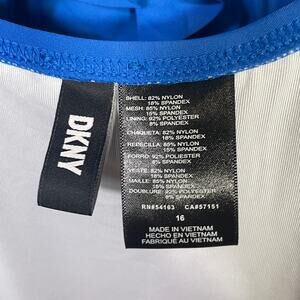 DKNY
SHELL: 82% NYLON
18% SPANDEX
MESH: 85% NYLON
15% SPANDEX
LINING: 92% POLYESTER
8% SPANDEX
CHAQUETA: 82% NYLON
18% SPANDEX
REDECILLA: 85% NYLON
15% SPANDEX
FORRO: 92% POLYESTER
8% SPANDEX
VESTE: 82% NYLON
18% SPANDEX
MAILLE: 85% NYLON
15% SPANDEX
DOUBLURE: 92% POLYESTER
8% SPANDEX
RN#54163 CA#57151
16
MADE IN VIETNAM
HECHO EN VIETNAM
FABRIQUÉ AU VIETNAM